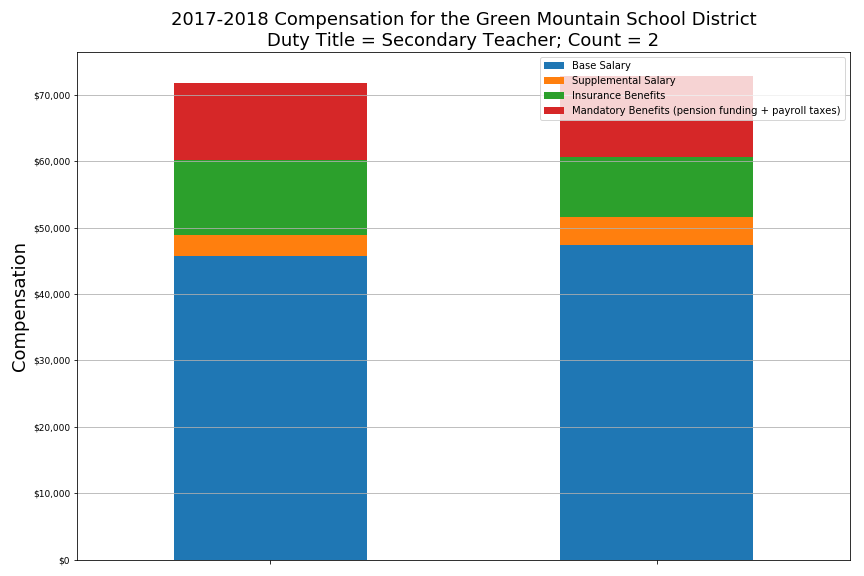 2017-2018 Compensation for the Green Mountain School District
Duty Title = Secondary Teacher; Count = 2
Base Salary
Supplemental Salary
Insurance Benefits
Mandatory Benefits (pension funding + payroll taxes)
Compensation
$70,000
$60,000
$50,000
$40,000
$30,000
$20,000
$10,000
$0